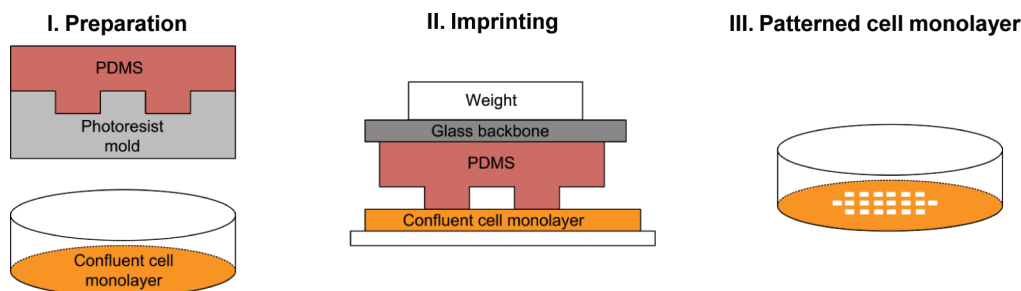 I. Preparation
PDMS
Photoresist
mold
Confluent cell
monolayer
II. Imprinting
Weight
Glass backbone
PDMS
Confluent cell monolayer
III. Patterned cell monolayer